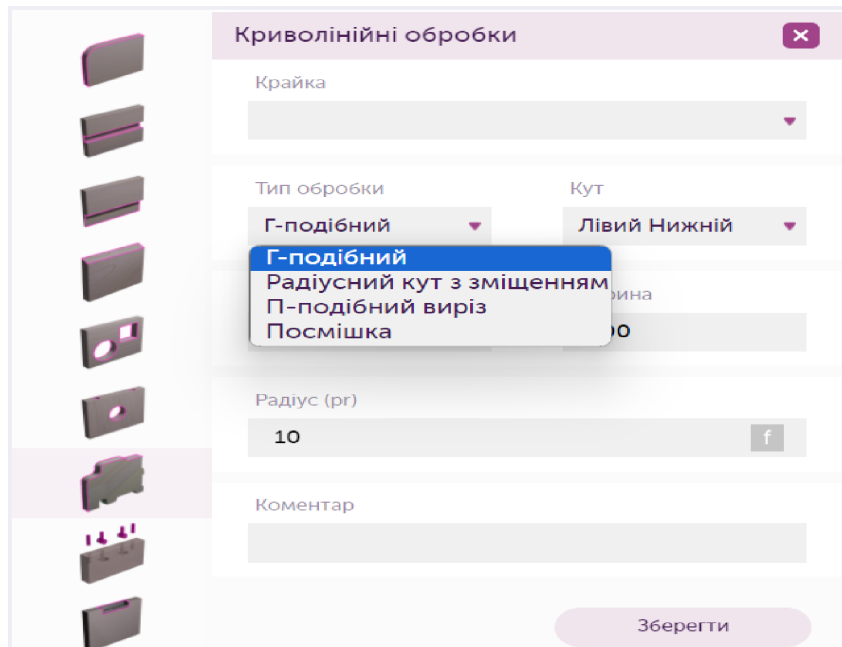 Криволінійні обробки
Крайка
Тип обробки Кут
Г-подібний Лівий Нижній
Г-подібний
Радіусний кут з зміщенням
П-подібний виріз
Посмішка
Радіус (pr)
10 f
Коментар
Зберегти